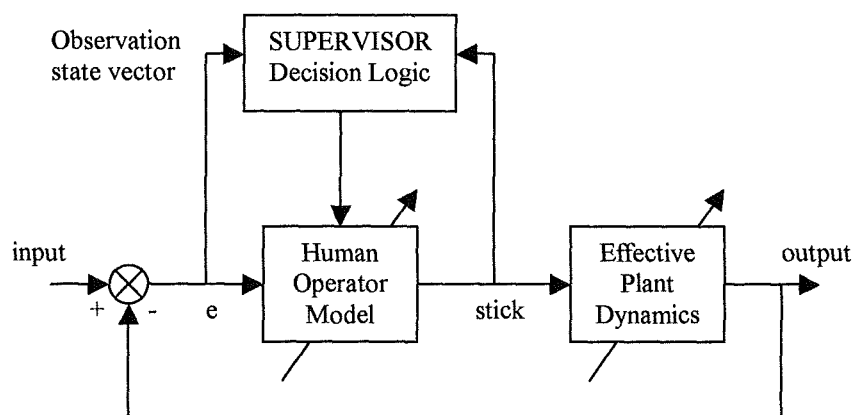 Observation
state vector
SUPERVISOR
Decision Logic
input
+
-
e
Human
Operator
Model
stick
Effective
Plant
Dynamics
output